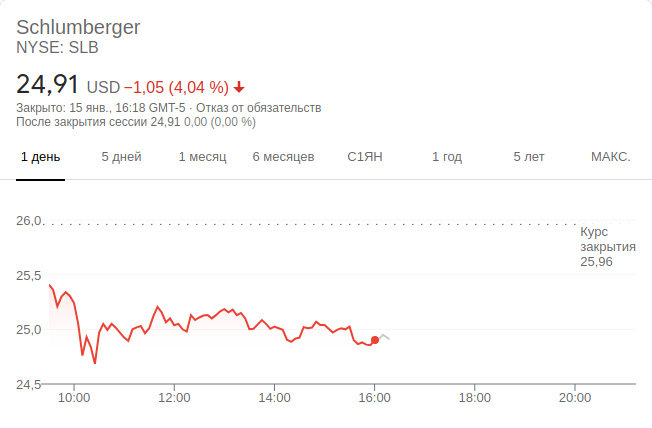 Schlumberger
NYSE: SLB
24,91 USD −1,05 (4,04 %)
Закрыто: 15 янв., 16:18 GMT-5 · Отказ от обязательств
После закрытия сессии 24,91 0,00 (0,00 %)
1 день 5 дней 1 месяц 6 месяцев С1ЯН 1 год 5 лет МАКС.
26,0
Курс
закрытия
25,96
25,5
25,0
24,5
10:00 12:00 14:00 16:00 18:00 20:00